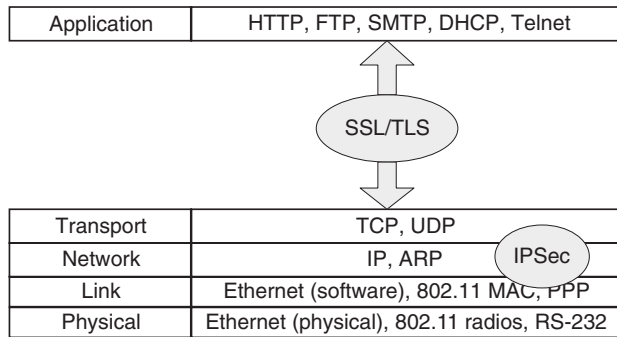 Application HTTP, FTP, SMTP, DHCP, Telnet
SSL/TLS
Transport TCP, UDP
Network IP, ARP IPSec
Link Ethernet (software), 802.11 MAC, PPP
Physical Ethernet (physical), 802.11 radios, RS-232